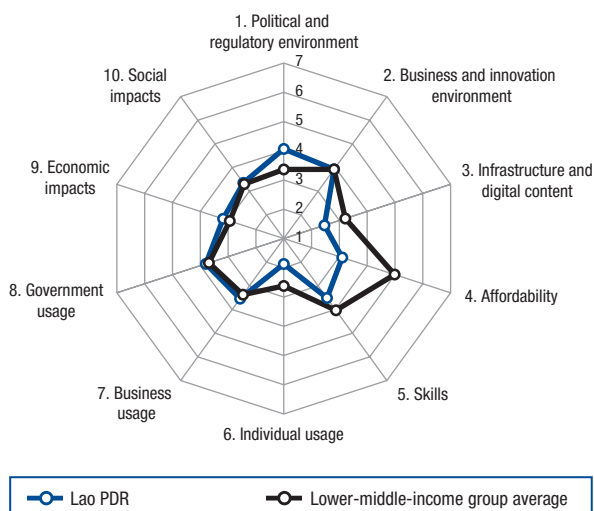 1. Political and
regulatory environment
10. Social
impacts
2. Business and innovation
environment
9. Economic
impacts
3. Infrastructure and
digital content
8. Government
usage
4. Affordability
7. Business
usage
5. Skills
6. Individual usage
7
6
5
4
3
2
1
Lao PDR
Lower-middle-income group average